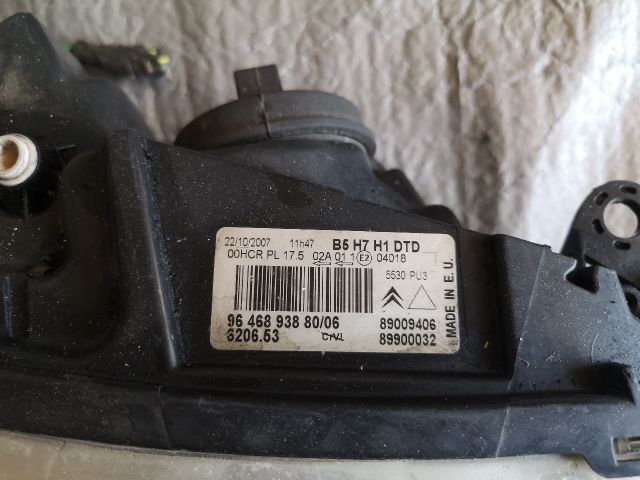 22/10/2007 11h47 B5 H7 H1 DTD
00HCR PL 17.5 02A 01 1 E2 04018
5530 PU3
96 468 938 80/06 89009406
6206.53 89900032
MADE IN E.U.